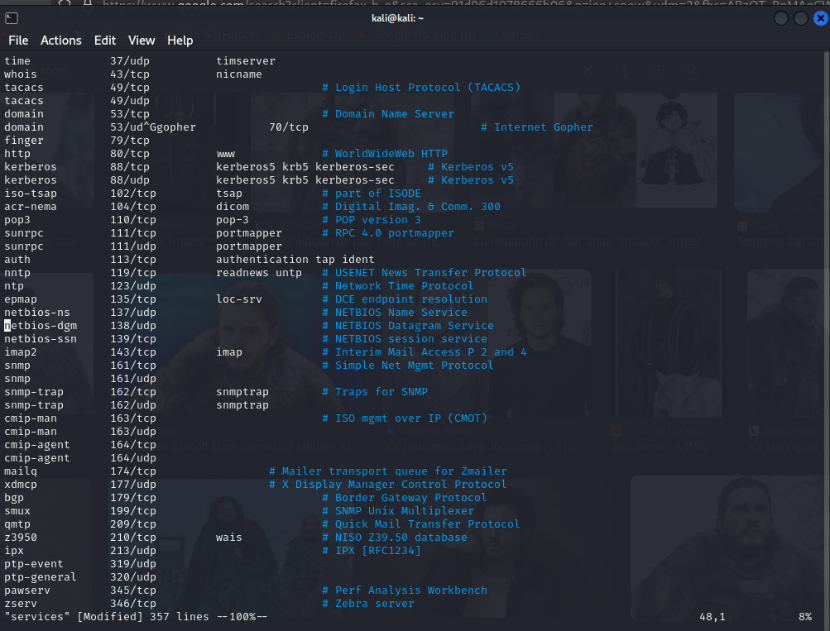 https://www.google.com/search?client=firefox-b-e&sca_esv=
kali@kali: ~
File Actions Edit View Help
time 37/udp timserver
whois 43/tcp nicname
tacacs 49/tcp # Login Host Protocol (TACACS)
tacacs 49/udp
domain 53/tcp # Domain Name Server
domain 53/ud^Ggopher 70/tcp # Internet Gopher
finger 79/tcp
http 80/tcp www # WorldWideWeb HTTP
kerberos 88/tcp kerberos5 krb5 kerberos-sec # Kerberos v5
kerberos 88/udp kerberos5 krb5 kerberos-sec # Kerberos v5
iso-tsap 102/tcp tsap # part of ISODE
acr-nema 104/tcp dicom # Digital Imag. & Comm. 300
pop3 110/tcp pop-3 # POP version 3
sunrpc 111/tcp portmapper # RPC 4.0 portmapper
sunrpc 111/udp portmapper
auth 113/tcp authentication tap ident
nntp 119/tcp readnews untp # USENET News Transfer Protocol
ntp 123/udp # Network Time Protocol
epmap 135/tcp loc-srv # DCE endpoint resolution
netbios-ns 137/udp # NETBIOS Name Service
netbios-dgm 138/udp # NETBIOS Datagram Service
netbios-ssn 139/tcp # NETBIOS session service
imap2 143/tcp imap # Interim Mail Access P 2 and 4
snmp 161/tcp # Simple Net Mgmt Protocol
snmp 161/udp
snmp-trap 162/tcp snmptrap # Traps for SNMP
snmp-trap 162/udp snmptrap
cmip-man 163/tcp # ISO mgmt over IP (CMOT)
cmip-man 163/udp
cmip-agent 164/tcp
cmip-agent 164/udp
mailq 174/tcp # Mailer transport queue for Zmailer
xdmcp 177/udp # X Display Manager Control Protocol
bgp 179/tcp # Border Gateway Protocol
smux 199/tcp # SNMP Unix Multiplexer
qmtp 209/tcp # Quick Mail Transfer Protocol
z3950 210/tcp wais # NISO Z39.50 database
ipx 213/udp # IPX [RFC1234]
ptp-event 319/udp
ptp-general 320/udp
pawserv 345/tcp # Perf Analysis Workbench
zserv 346/tcp # Zebra server
"services" [Modified] 357 lines --100%-- 48,1 8%